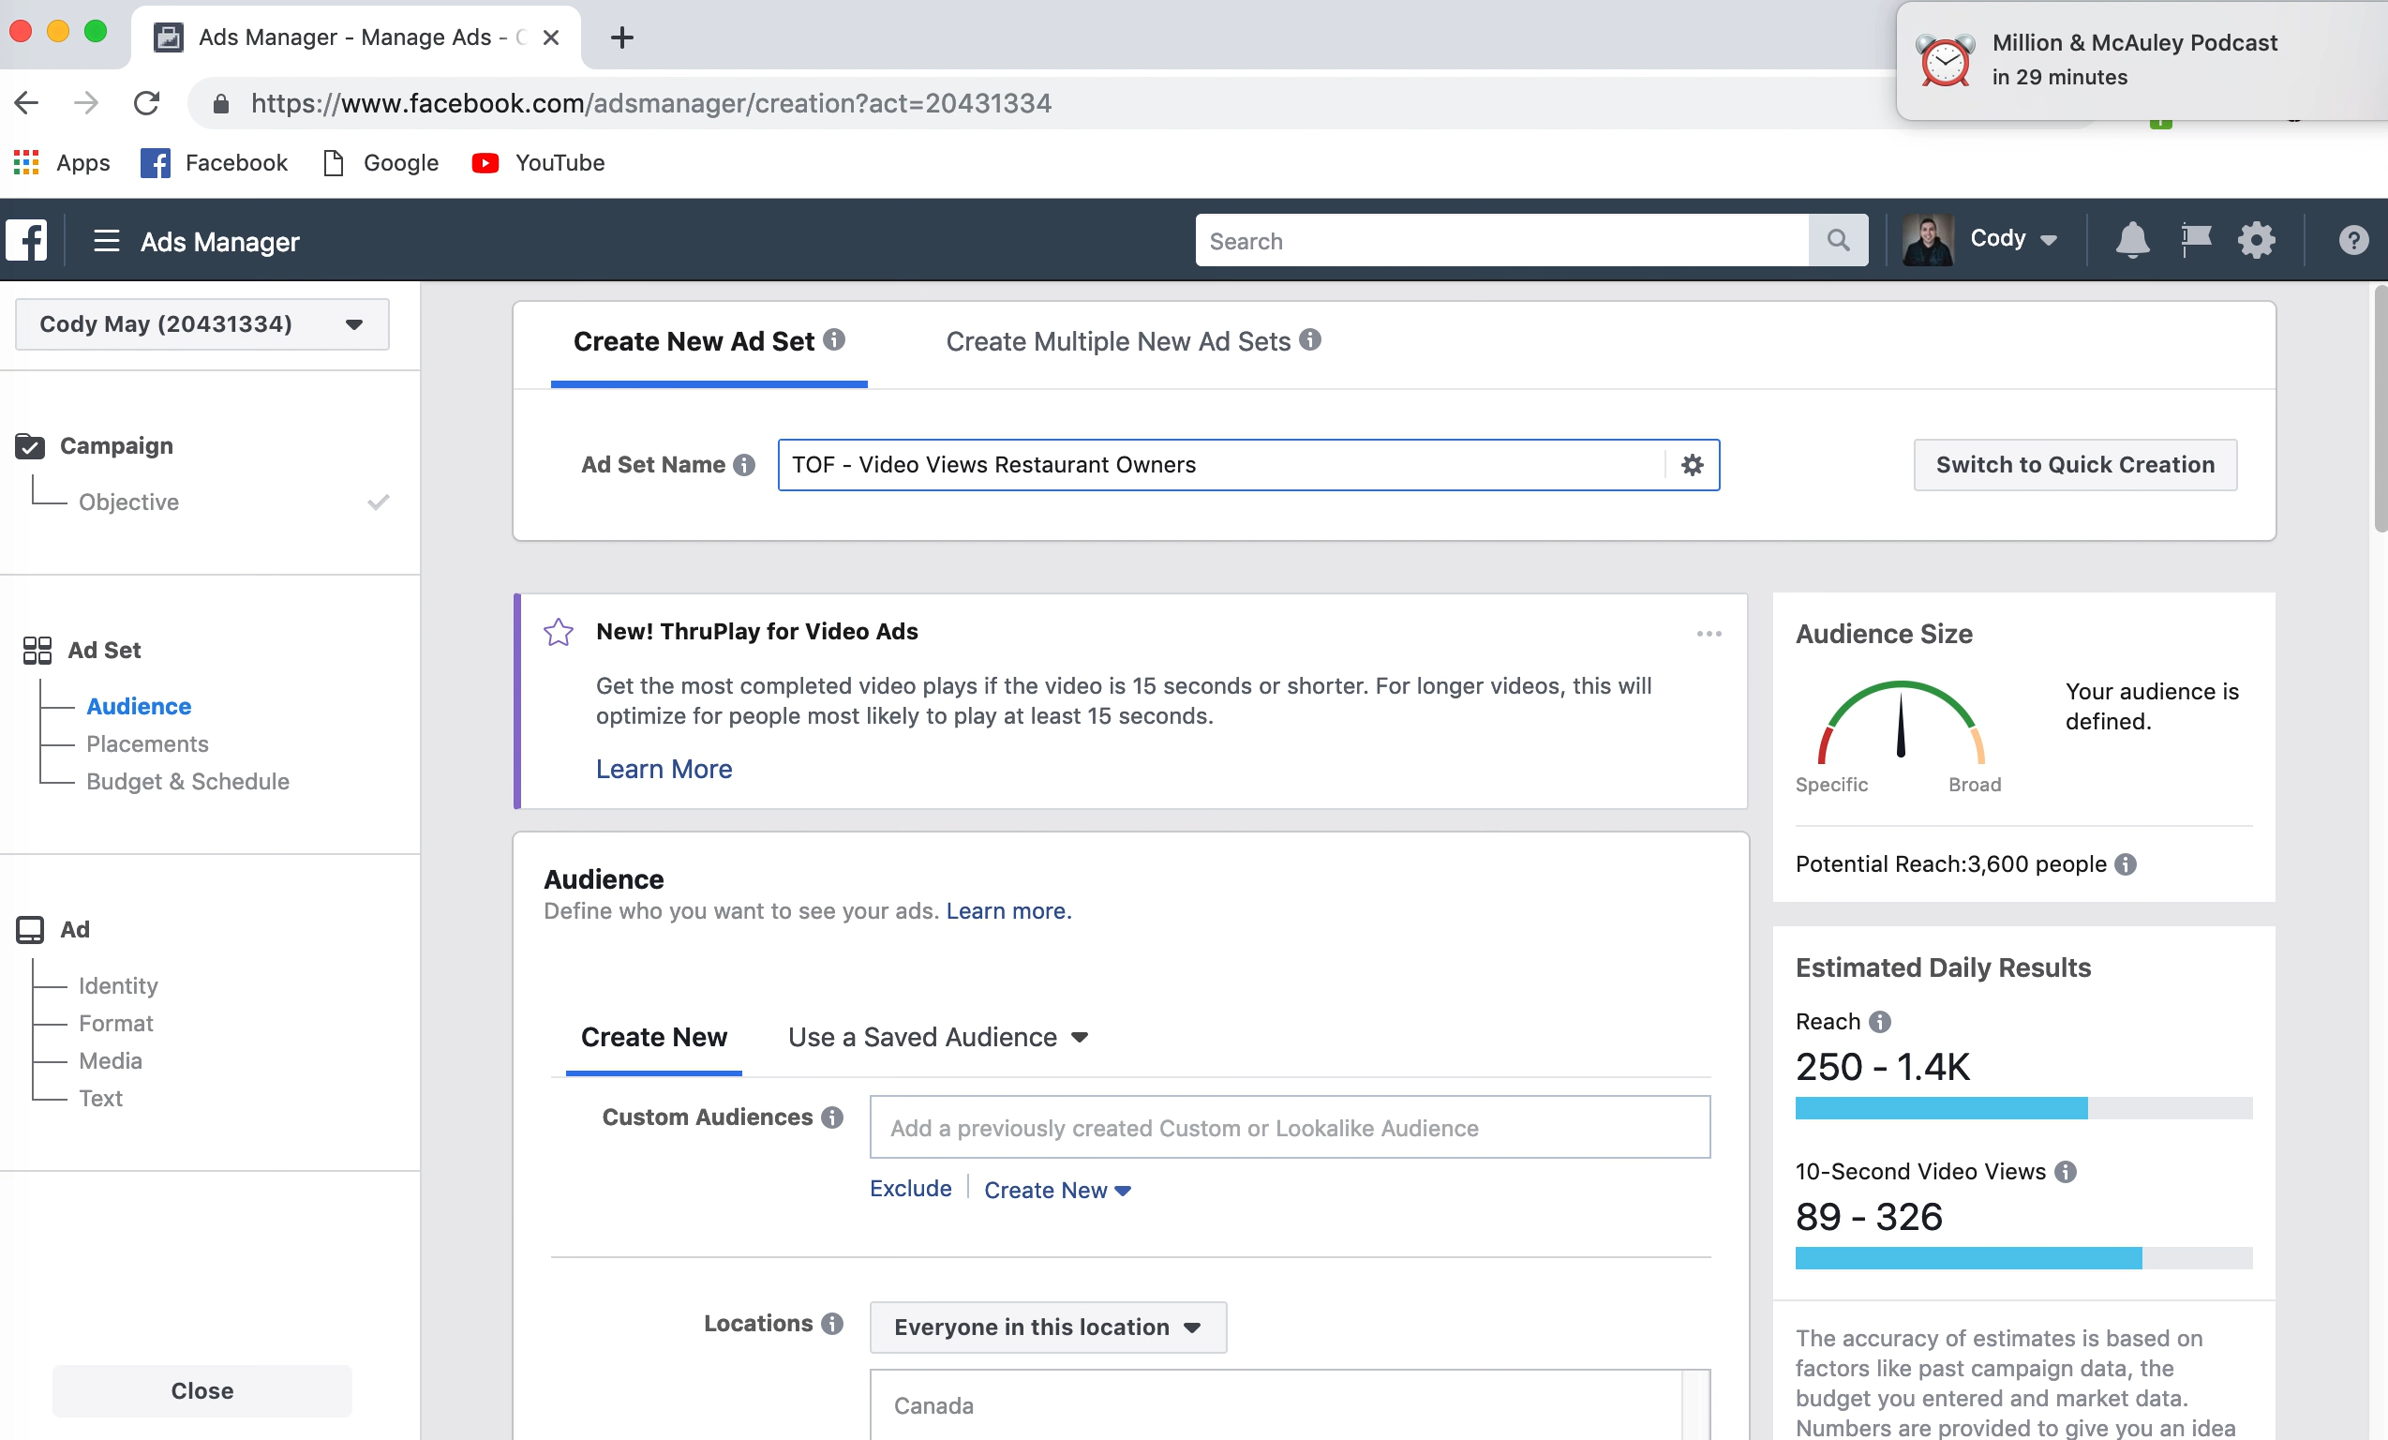 Ads Manager - Manage Ads -
Million & McAuley Podcast
in 29 minutes
https://www.facebook.com/adsmanager/creation?act=20431334
Apps
Facebook
Google
YouTube
Ads Manager
Search
Cody
Cody May (20431334)
Campaign
Objective
Ad Set
Audience
Placements
Budget & Schedule
Ad
Identity
Format
Media
Text
Close
Create New Ad Set
Create Multiple New Ad Sets
Ad Set Name
TOF - Video Views Restaurant Owners
Switch to Quick Creation
New! ThruPlay for Video Ads
Get the most completed video plays if the video is 15 seconds or shorter. For longer videos, this will
optimize for people most likely to play at least 15 seconds.
Learn More
Audience
Define who you want to see your ads. Learn more.
Create New
Use a Saved Audience
Custom Audiences
Add a previously created Custom or Lookalike Audience
Exclude
Create New
Locations
Everyone in this location
Canada
Audience Size
Your audience is
defined.
Specific
Broad
Potential Reach:3,600 people
Estimated Daily Results
Reach
250 - 1.4K
10-Second Video Views
89 - 326
The accuracy of estimates is based on
factors like past campaign data, the
budget you entered and market data.
Numbers are provided to give you an idea